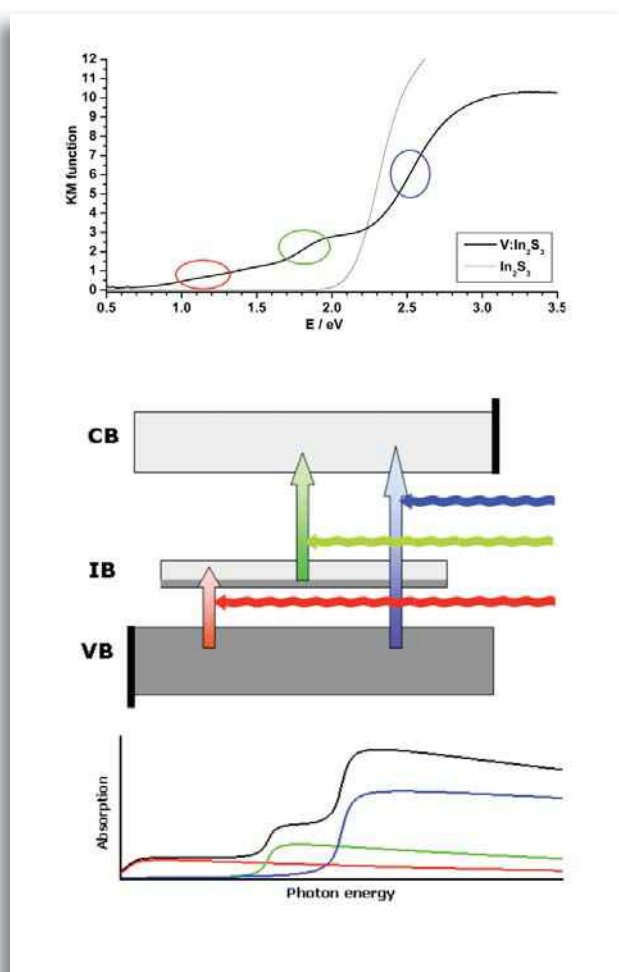 12
11
10
9
8
7
6
5
4
3
2
1
0
KM function
V:In₂S₃
In₂S₃
0.5 1.0 1.5 2.0 2.5 3.0 3.5
E / eV
CB
IB
VB
Absorption
Photon energy